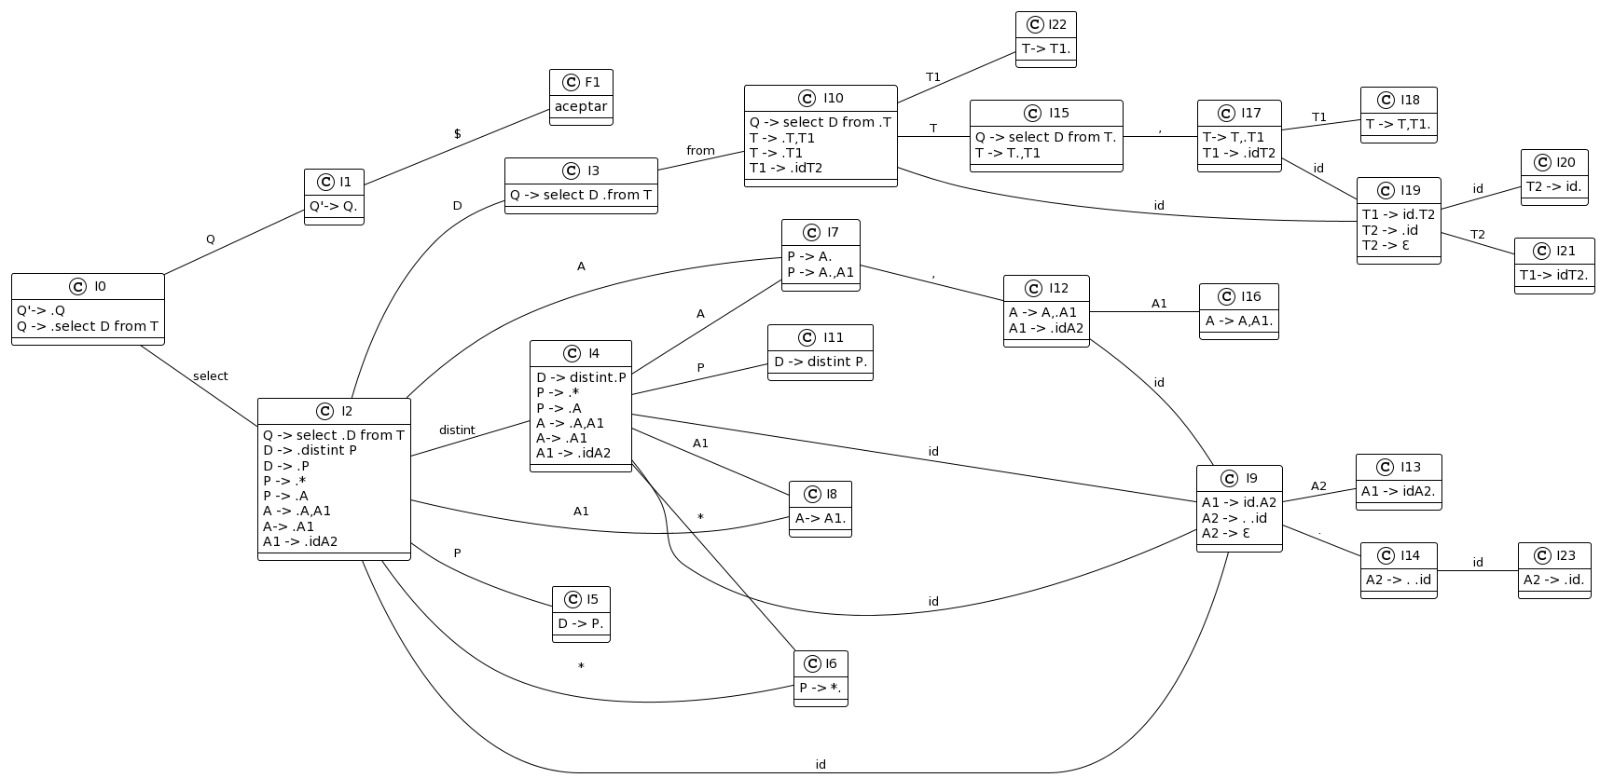 C I22
T-> T1.
C F1
aceptar
C I10
Q -> select D from .T
T -> .T,T1
T -> .T1
T1 -> .idT2
T1
C I15
Q -> select D from T.
T -> T.,T1
T
,
C I17
T-> T,.T1
T1 -> .idT2
T1
C I18
T -> T,T1.
id
$
from
C I3
Q -> select D .from T
C I1
Q'-> Q.
D
Q
id
C I19
T1 -> id.T2
T2 -> .id
T2 -> ε
id
C I20
T2 -> id.
T2
C I21
T1-> idT2.
C I0
Q'-> .Q
Q -> .select D from T
A
C I7
P -> A.
P -> A.,A1
,
C I12
A -> A,.A1
A1 -> .idA2
A1
C I16
A -> A,A1.
A
C I11
D -> distint P.
P
C I4
D -> distint.P
P -> .*
P -> .A
A -> .A,A1
A-> .A1
A1 -> .idA2
select
id
C I2
Q -> select .D from T
D -> .distint P
D -> .P
P -> .*
P -> .A
A -> .A,A1
A-> .A1
A1 -> .idA2
distint
A1
id
C I8
A-> A1.
A1
*
C I9
A1 -> id.A2
A2 -> . .id
A2 -> ε
A2
C I13
A1 -> idA2.
.
C I14
A2 -> . .id
id
C I23
A2 -> .id.
P
C I5
D -> P.
id
*
C I6
P -> *.
id